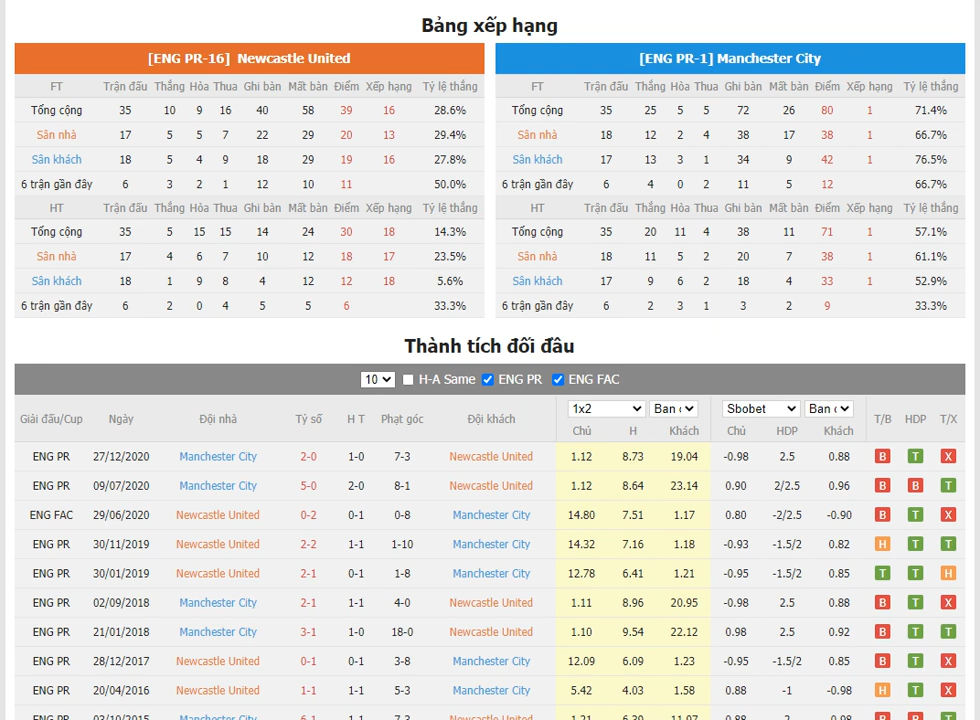 Bảng xếp hạng
[ENG PR-16] Newcastle United
FT Trận đấu Thắng Hòa Thua Ghi bàn Mất bàn Điểm Xếp hạng Tỷ lệ thắng
Tổng cộng 35 10 9 16 40 58 39 16 28.6%
Sân nhà 17 5 5 7 22 29 20 13 29.4%
Sân khách 18 5 4 9 18 29 19 16 27.8%
6 trận gần đây 6 3 2 1 12 10 11 50.0%
HT Trận đấu Thắng Hòa Thua Ghi bàn Mất bàn Điểm Xếp hạng Tỷ lệ thắng
Tổng cộng 35 5 15 15 14 24 30 18 14.3%
Sân nhà 17 4 6 7 10 12 18 17 23.5%
Sân khách 18 1 9 8 4 12 12 18 5.6%
6 trận gần đây 6 2 0 4 5 5 6 33.3%
[ENG PR-1] Manchester City
FT Trận đấu Thắng Hòa Thua Ghi bàn Mất bàn Điểm Xếp hạng Tỷ lệ thắng
Tổng cộng 35 25 5 5 72 26 80 1 71.4%
Sân nhà 18 12 2 4 38 17 38 1 66.7%
Sân khách 17 13 3 1 34 9 42 1 76.5%
6 trận gần đây 6 4 0 2 11 5 12 66.7%
HT Trận đấu Thắng Hòa Thua Ghi bàn Mất bàn Điểm Xếp hạng Tỷ lệ thắng
Tổng cộng 35 20 11 4 38 11 71 1 57.1%
Sân nhà 18 11 5 2 20 7 38 1 61.1%
Sân khách 17 9 6 2 18 4 33 1 52.9%
6 trận gần đây 6 2 3 1 3 2 9 33.3%
Thành tích đối đầu
10 H-A Same ENG PR ENG FAC
Giải đấu/Cup Ngày Đội nhà Tỷ số H T Phạt góc Đội khách 1x2 Ban Sbobet Ban T/B HDP T/X
Chủ H Khách Chủ HDP Khách
ENG PR 27/12/2020 Manchester City 2-0 1-0 7-3 Newcastle United 1.12 8.73 19.04 -0.98 2.5 0.88 B T X
ENG PR 09/07/2020 Manchester City 5-0 2-0 8-1 Newcastle United 1.12 8.64 23.14 0.90 2/2.5 0.96 B B T
ENG FAC 29/06/2020 Newcastle United 0-2 0-1 0-8 Manchester City 14.80 7.51 1.17 0.80 -2/2.5 -0.90 B T X
ENG PR 30/11/2019 Newcastle United 2-2 1-1 1-10 Manchester City 14.32 7.16 1.18 -0.93 -1.5/2 0.82 H T T
ENG PR 30/01/2019 Newcastle United 2-1 0-1 1-8 Manchester City 12.78 6.41 1.21 -0.95 -1.5/2 0.85 T T H
ENG PR 02/09/2018 Manchester City 2-1 1-1 4-0 Newcastle United 1.11 8.96 20.95 -0.98 2.5 0.88 B T X
ENG PR 21/01/2018 Manchester City 3-1 1-0 18-0 Newcastle United 1.10 9.54 22.12 0.98 2.5 0.92 B T T
ENG PR 28/12/2017 Newcastle United 0-1 0-1 3-8 Manchester City 12.09 6.09 1.23 -0.95 -1.5/2 0.85 B T X
ENG PR 20/04/2016 Newcastle United 1-1 1-1 5-3 Manchester City 5.42 4.03 1.58 0.88 -1 -0.98 H T X
ENG PR 03/10/2015 Manchester City 6-1 1-1 7-3 Newcastle United 1.21 6.39 11.97 0.88 2 0.98 B B T